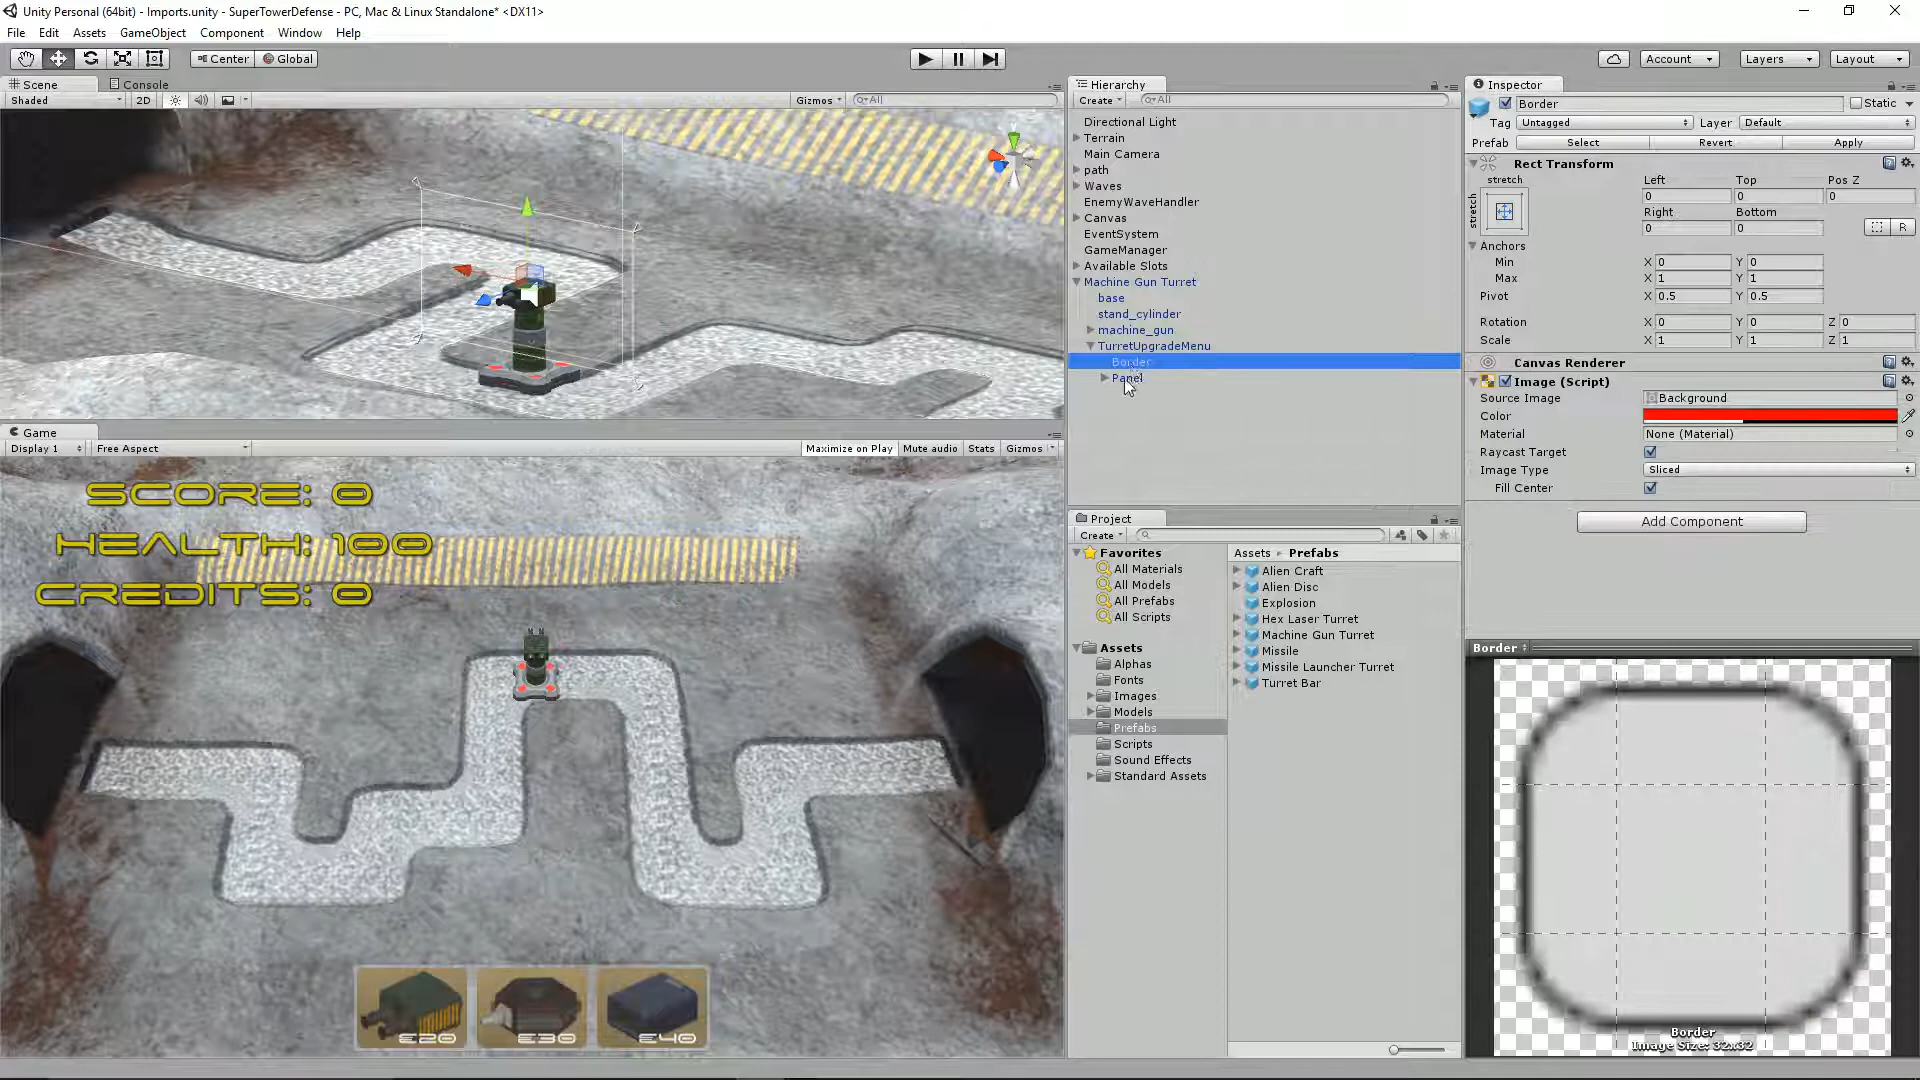 Unity Personal (64bit) - Imports.unity - SuperTowerDefense - PC, Mac & Linux Standalone* <DX11>
File Edit Assets GameObject Component Window Help
Center Global Account Layers Layout
Scene Console
Shaded 2D Gizmos All
Game
Display 1 Free Aspect Maximize on Play Mute audio Stats Gizmos
SCORE: 0
HEALTH: 100
CREDITS: 0
£20 £30 £40
Hierarchy
Create All
Directional Light
Terrain
Main Camera
path
Waves
EnemyWaveHandler
Canvas
EventSystem
GameManager
Available Slots
Machine Gun Turret
base
stand_cylinder
machine_gun
TurretUpgradeMenu
Border
Panel
Project
Create
Favorites
All Materials
All Models
All Prefabs
All Scripts
Assets
Alphas
Fonts
Images
Models
Prefabs
Scripts
Sound Effects
Standard Assets
Assets Prefabs
Alien Craft
Alien Disc
Explosion
Hex Laser Turret
Machine Gun Turret
Missile
Missile Launcher Turret
Turret Bar
Inspector
Border Static
Tag Untagged Layer Default
Prefab Select Revert Apply
Rect Transform
stretch Left Top Pos Z
stretch 0 0 0
Right Bottom
0 0 R
Anchors
Min X 0 Y 0
Max X 1 Y 1
Pivot X 0.5 Y 0.5
Rotation X 0 Y 0 Z 0
Scale X 1 Y 1 Z 1
Canvas Renderer
Image (Script)
Source Image Background
Color
Material None (Material)
Raycast Target
Image Type Sliced
Fill Center
Add Component
Border
Border
Image Size: 32x32